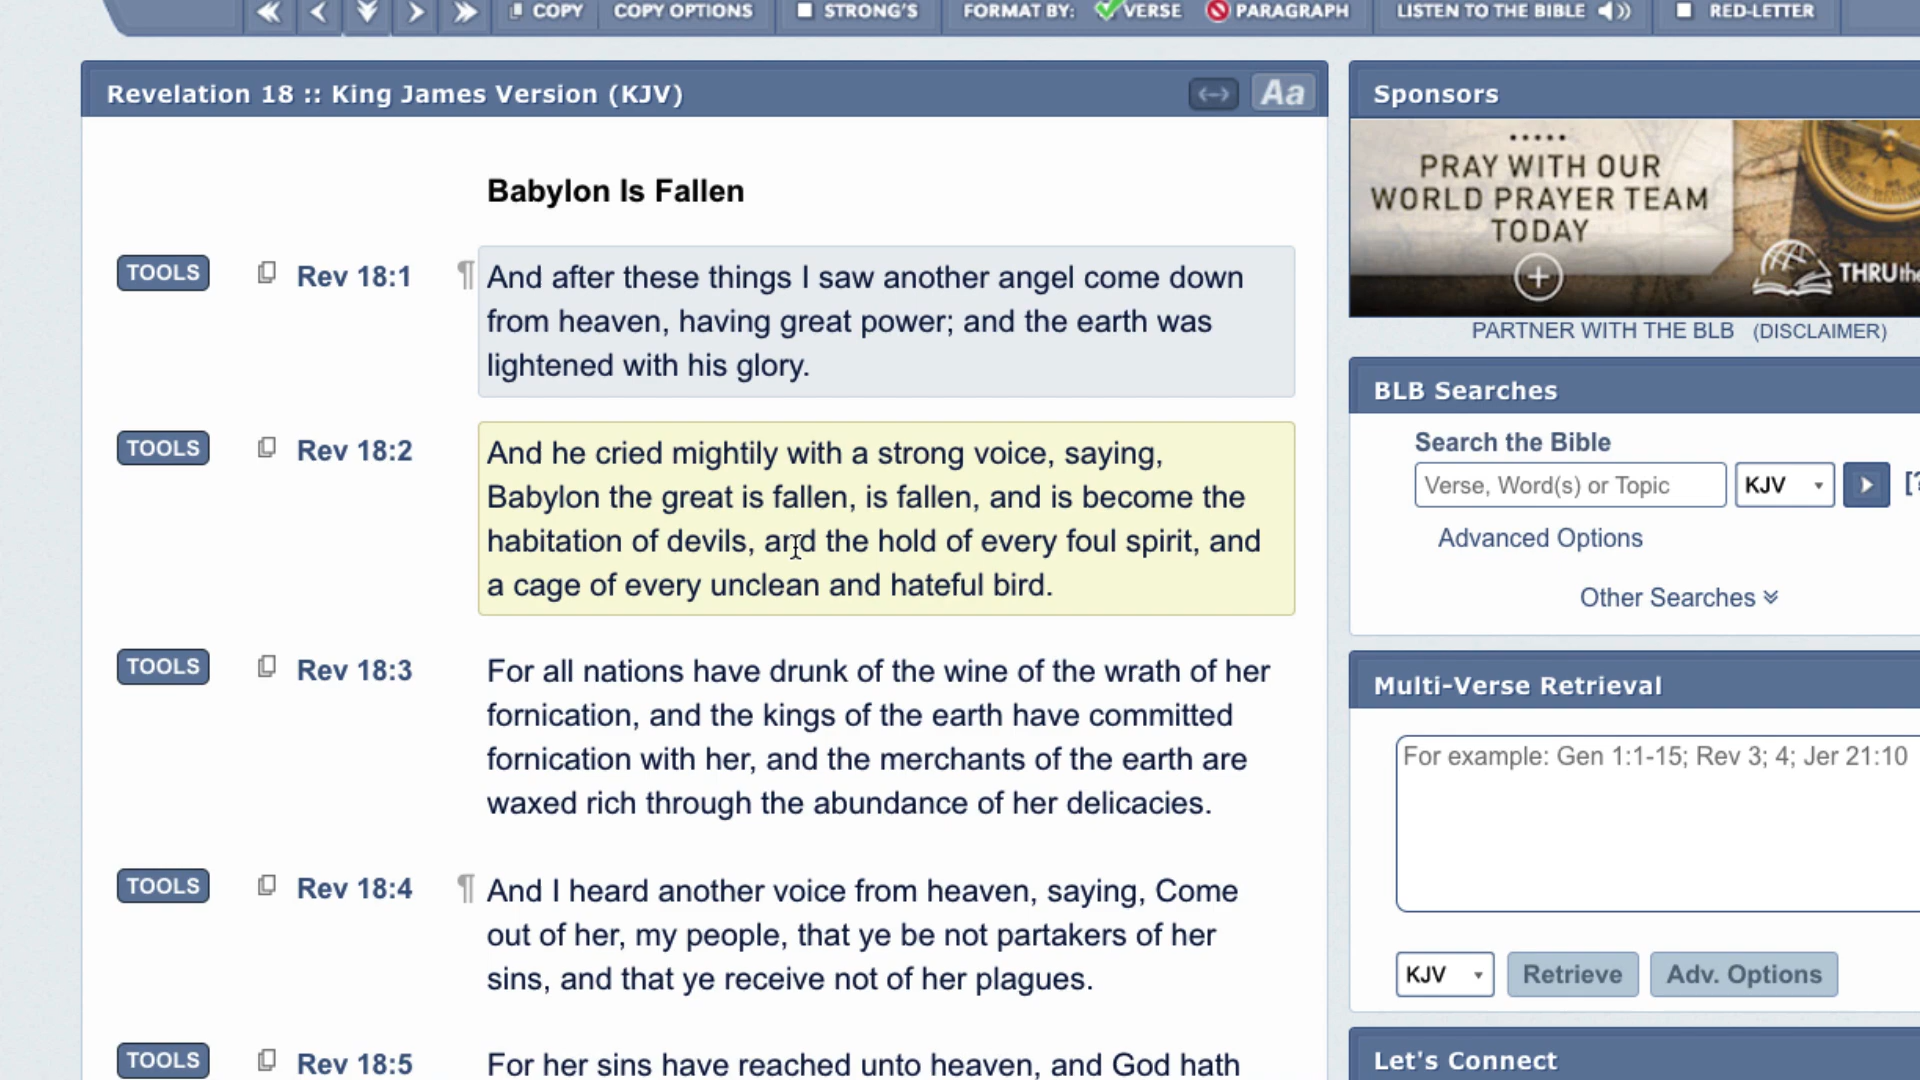 COPY
COPY OPTIONS
STRONG'S
FORMAT BY:
VERSE
PARAGRAPH
LISTEN TO THE BIBLE
RED-LETTER
Revelation 18 :: King James Version (KJV)
Aa
Babylon Is Fallen
TOOLS
Rev 18:1
¶ And after these things I saw another angel come down
from heaven, having great power; and the earth was
lightened with his glory.
TOOLS
Rev 18:2
And he cried mightily with a strong voice, saying,
Babylon the great is fallen, is fallen, and is become the
habitation of devils, and the hold of every foul spirit, and
a cage of every unclean and hateful bird.
TOOLS
Rev 18:3
For all nations have drunk of the wine of the wrath of her
fornication, and the kings of the earth have committed
fornication with her, and the merchants of the earth are
waxed rich through the abundance of her delicacies.
TOOLS
Rev 18:4
¶ And I heard another voice from heaven, saying, Come
out of her, my people, that ye be not partakers of her
sins, and that ye receive not of her plagues.
TOOLS
Rev 18:5
For her sins have reached unto heaven, and God hath
Sponsors
PRAY WITH OUR
WORLD PRAYER TEAM
TODAY
THRU
PARTNER WITH THE BLB (DISCLAIMER)
BLB Searches
Search the Bible
Verse, Word(s) or Topic
KJV
[?
Advanced Options
Other Searches
Multi-Verse Retrieval
For example: Gen 1:1-15; Rev 3; 4; Jer 21:10
KJV
Retrieve
Adv. Options
Let's Connect